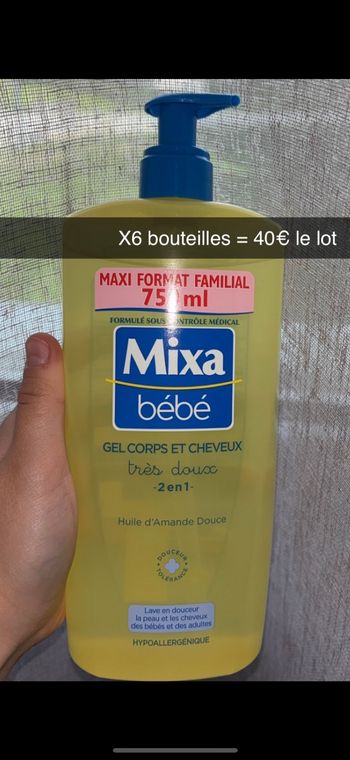 X6 bouteilles = 40€ le lot
MAXI FORMAT FAMILIAL
750 ml
FORMULÉ SOUS CONTRÔLE MÉDICAL
Mixa
bébé
GEL CORPS ET CHEVEUX
très doux
-2en1-
Huile d'Amande Douce
DOUCEUR
TOLÉRANCE
Lave en douceur
la peau et les cheveux
des bébés et des adultes
HYPOALLERGÉNIQUE